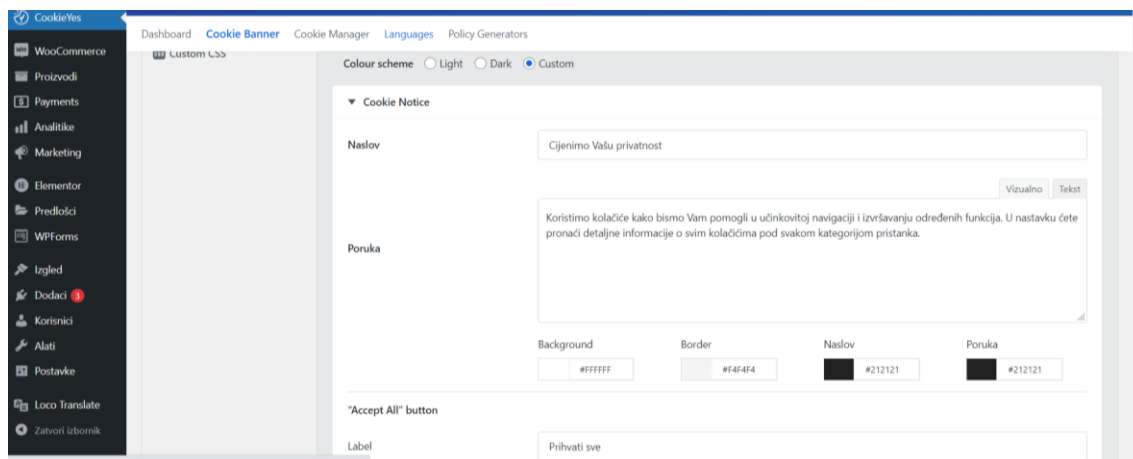 CookieYes
WooCommerce
Proizvodi
Payments
Analitike
Marketing
Elementor
Predlošci
WPForms
Izgled
Dodaci 3
Korisnici
Alati
Postavke
Loco Translate
Zatvori izbornik
Dashboard Cookie Banner Cookie Manager Languages Policy Generators
Custom CSS
Colour scheme Light Dark Custom
Cookie Notice
Naslov
Cijenimo Vašu privatnost
Vizualno Tekst
Poruka
Koristimo kolačiće kako bismo Vam pomogli u učinkovitoj navigaciji i izvršavanju određenih funkcija. U nastavku ćete
pronaći detaljne informacije o svim kolačićima pod svakom kategorijom pristanka.
Background Border Naslov Poruka
#FFFFFF #F4F4F4 #212121 #212121
"Accept All" button
Label
Prihvati sve